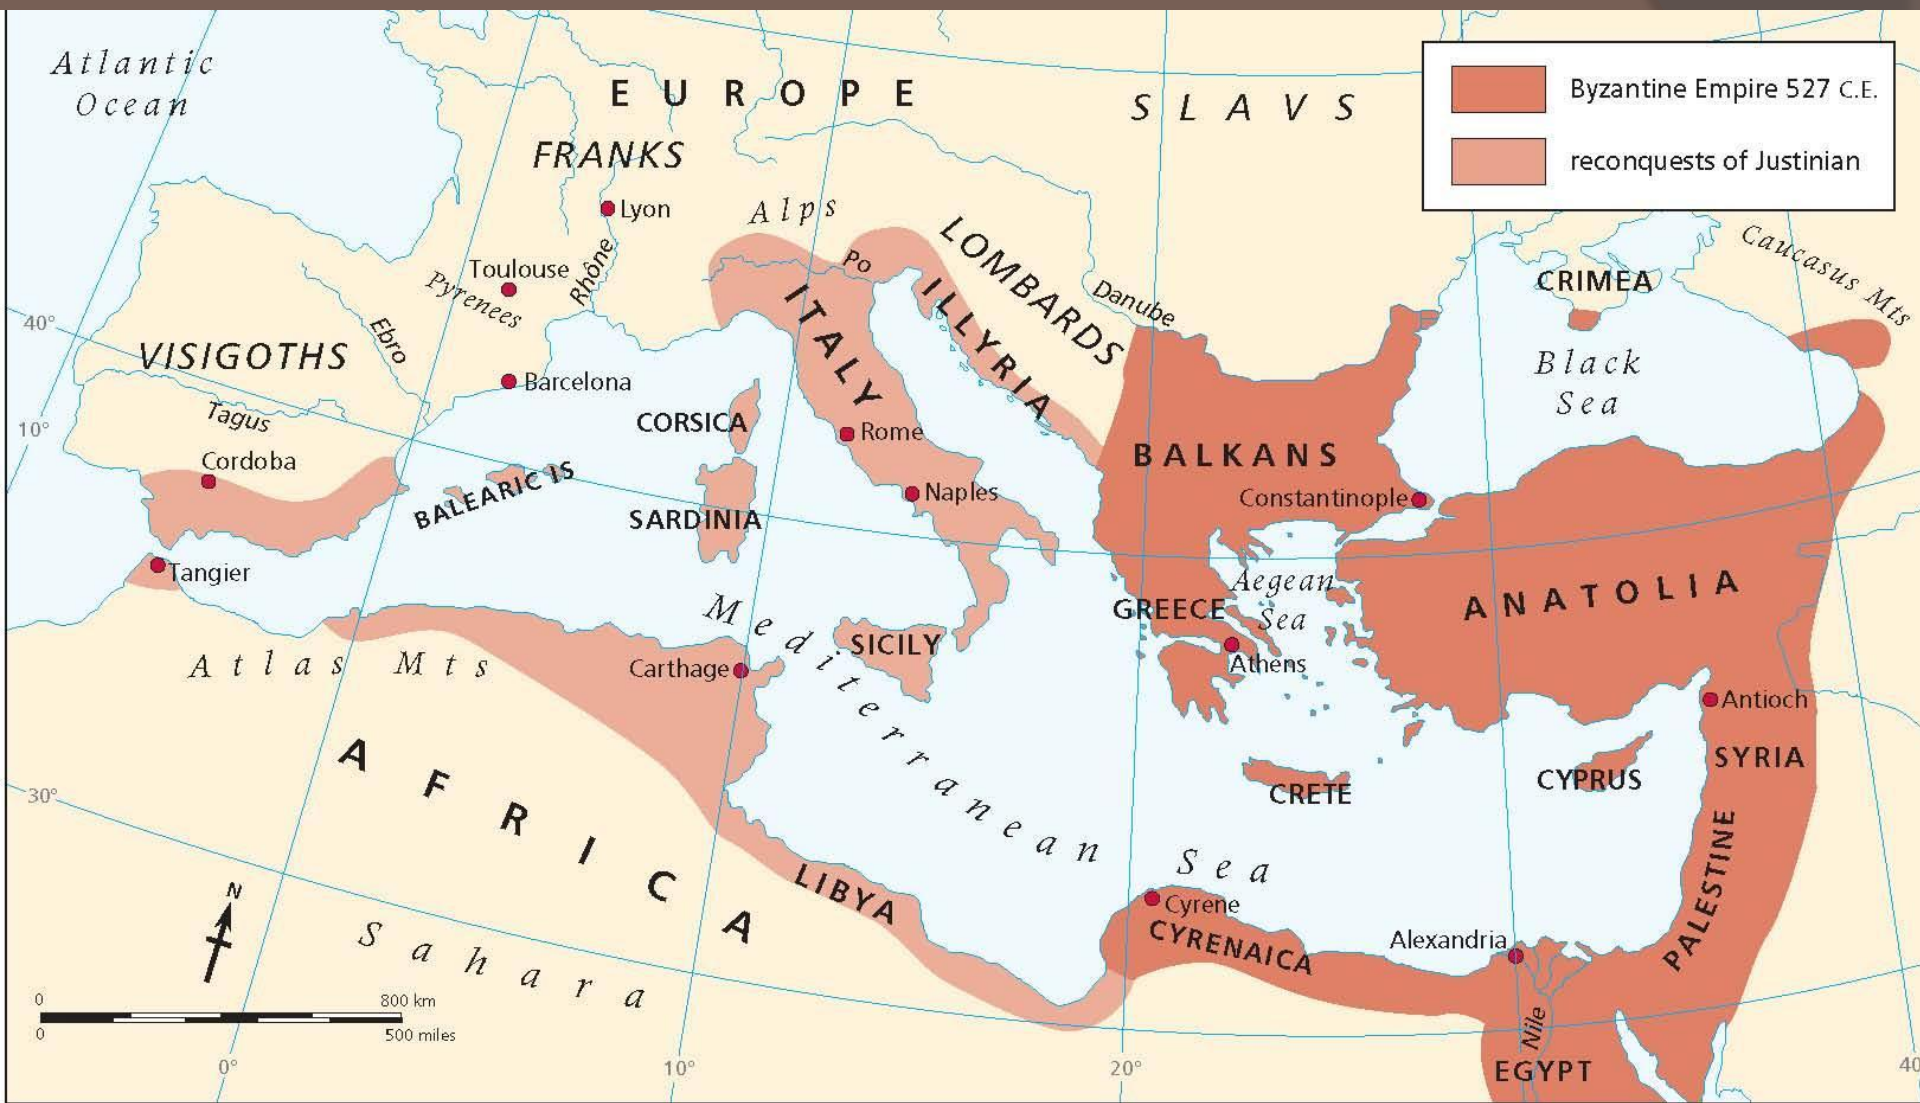 Atlantic
Ocean
EUROPE
SLAVS
Byzantine Empire 527 C.E.
reconquests of Justinian
FRANKS
Lyon
Alps
LOMBARDS
Caucasus Mts
Toulouse
Pyrenees
Rhône
Po
Danube
CRIMEA
ITALY
ILLYRIA
40°
Ebro
VISIGOTHS
Barcelona
Black
Sea
10°
Tagus
CORSICA
Rome
BALKANS
Cordoba
BALEARIC IS
SARDINIA
Naples
Constantinople
Tangier
Aegean
Sea
ANATOLIA
GREECE
Mediterranean
Sea
SICILY
Atlas Mts
Carthage
Athens
Antioch
SYRIA
AFRICA
CRETE
CYPRUS
30°
PALESTINE
LIBYA
N
Cyrene
CYRENAICA
Alexandria
Sahara
0
800 km
0
500 miles
Nile
EGYPT
0°
10°
20°
40